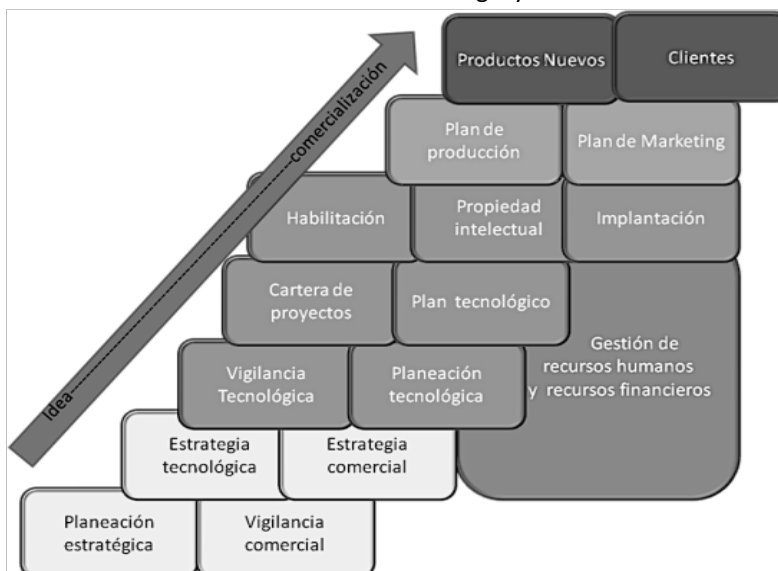 Productos Nuevos
Clientes
Plan de
producción
Plan de Marketing
Habilitación
Propiedad
intelectual
Implantación
Cartera de
proyectos
Plan tecnológico
Gestión de
recursos humanos
y recursos financieros
Vigilancia
Tecnológica
Planeación
tecnológica
Estrategia
tecnológica
Estrategia
comercial
Planeación
estratégica
Vigilancia
comercial
Idea----------comercialización